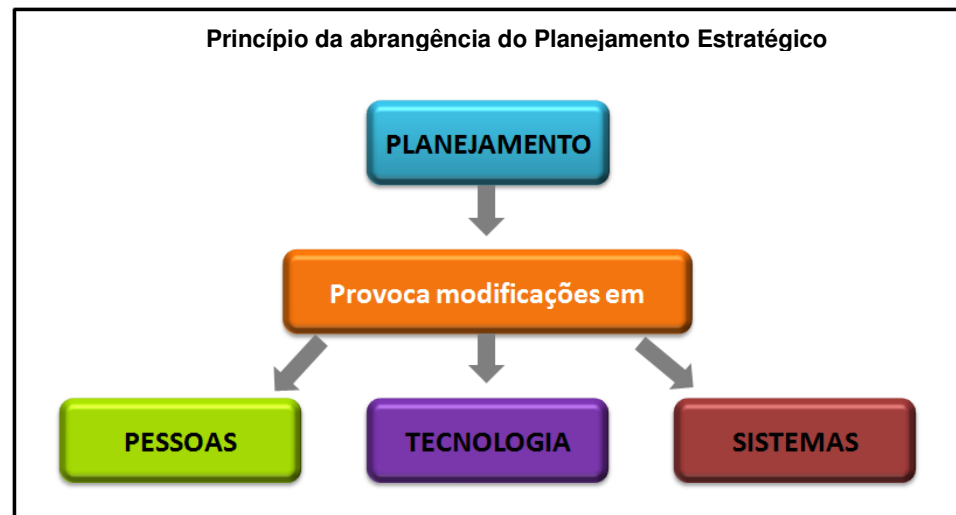 Princípio da abrangência do Planejamento Estratégico
PLANEJAMENTO
Provoca modificações em
PESSOAS
TECNOLOGIA
SISTEMAS